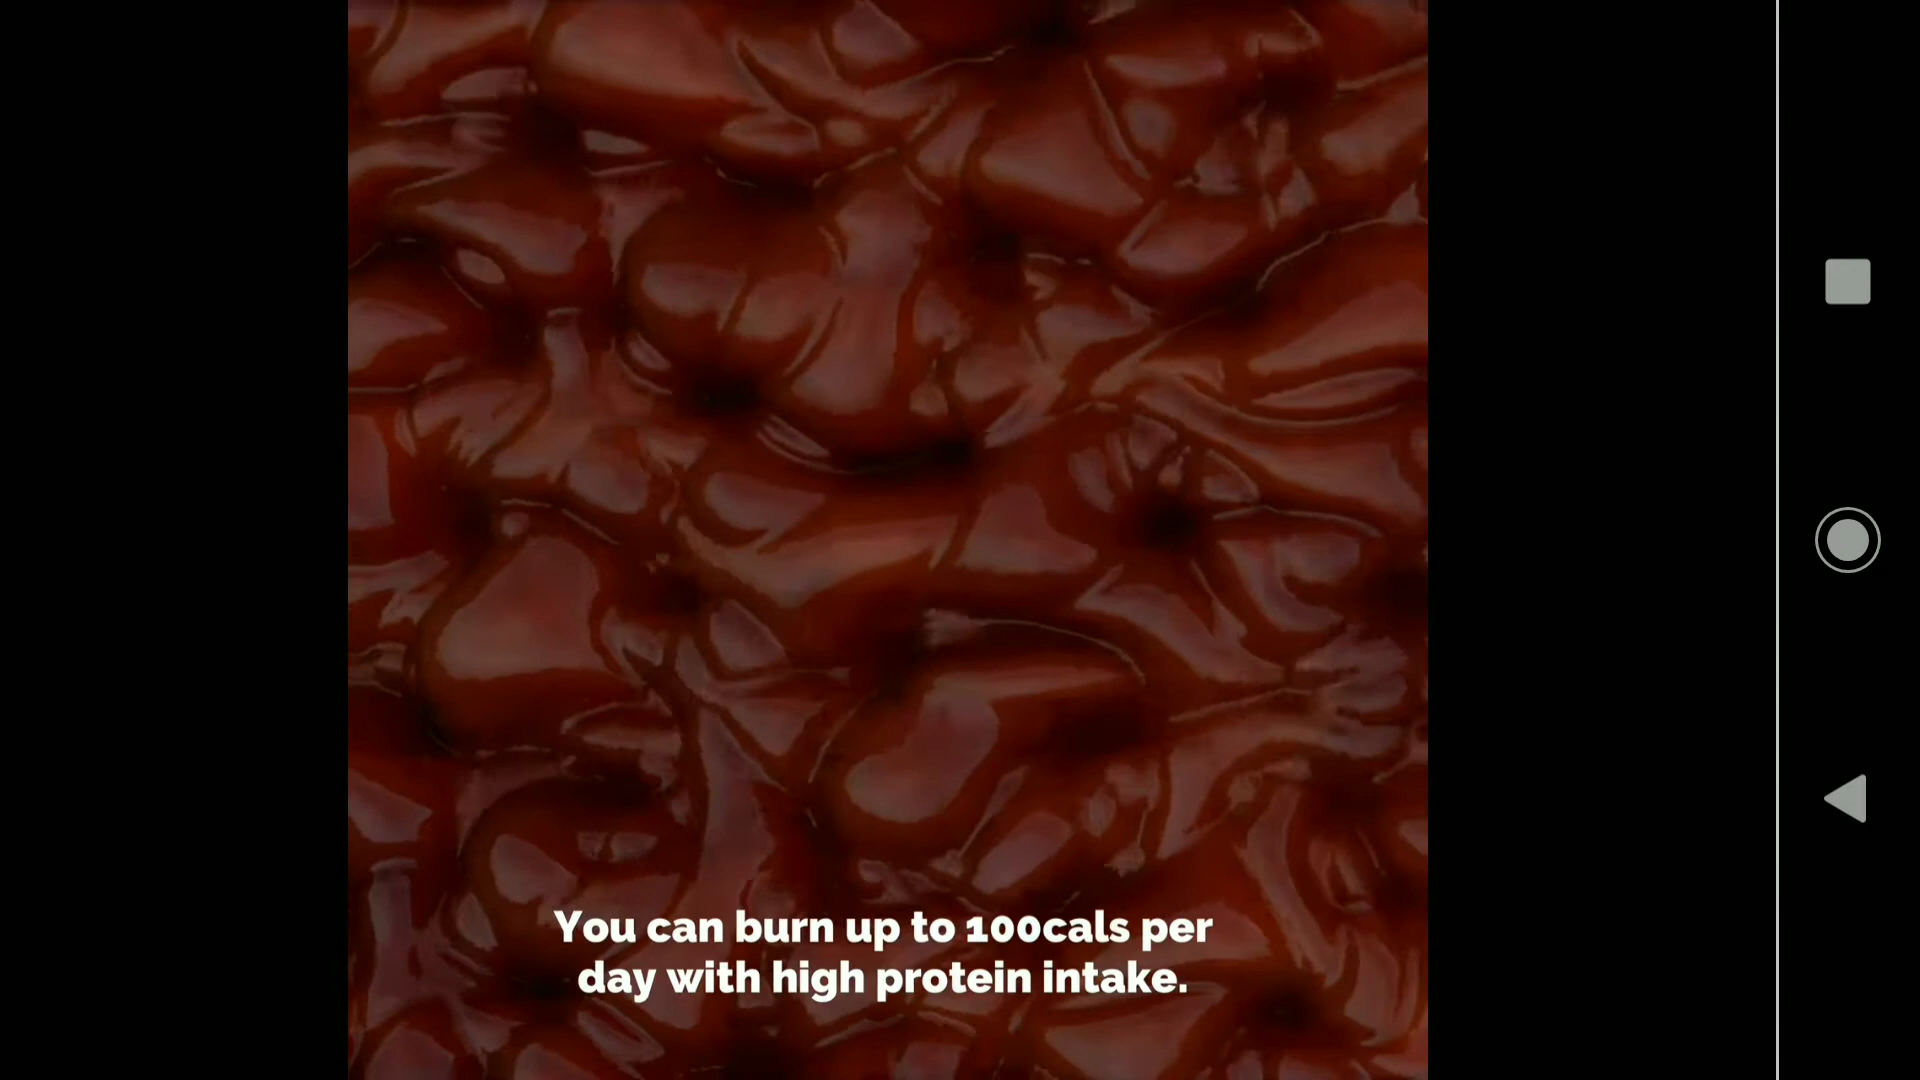 You can burn up to 100cals per
day with high protein intake.